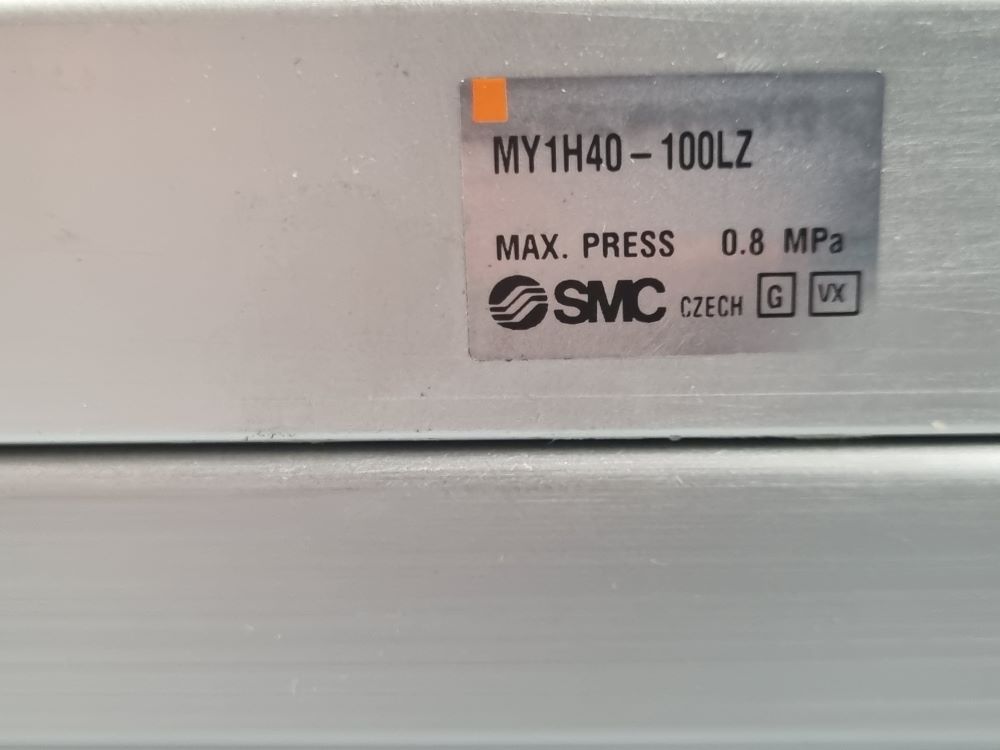 MY1H40-100LZ
MAX. PRESS 0.8 MPa
SMC CZECH G VX